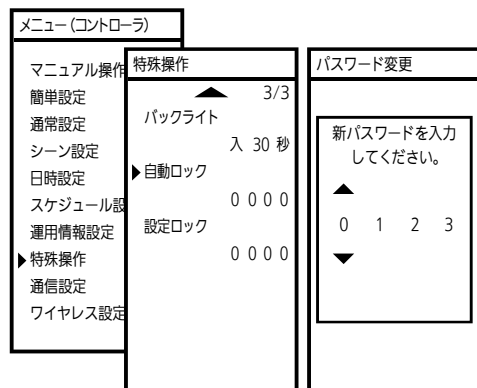 メニュー(コントローラ)
マニュアル操作
簡単設定
通常設定
シーン設定
日時設定
スケジュール設
運用情報設定
特殊操作
通信設定
ワイヤレス設定
特殊操作
3/3
バックライト
入 30 秒
自動ロック
0 0 0 0
設定ロック
0 0 0 0
パスワード変更
新パスワードを入力
してください。
0 1 2 3